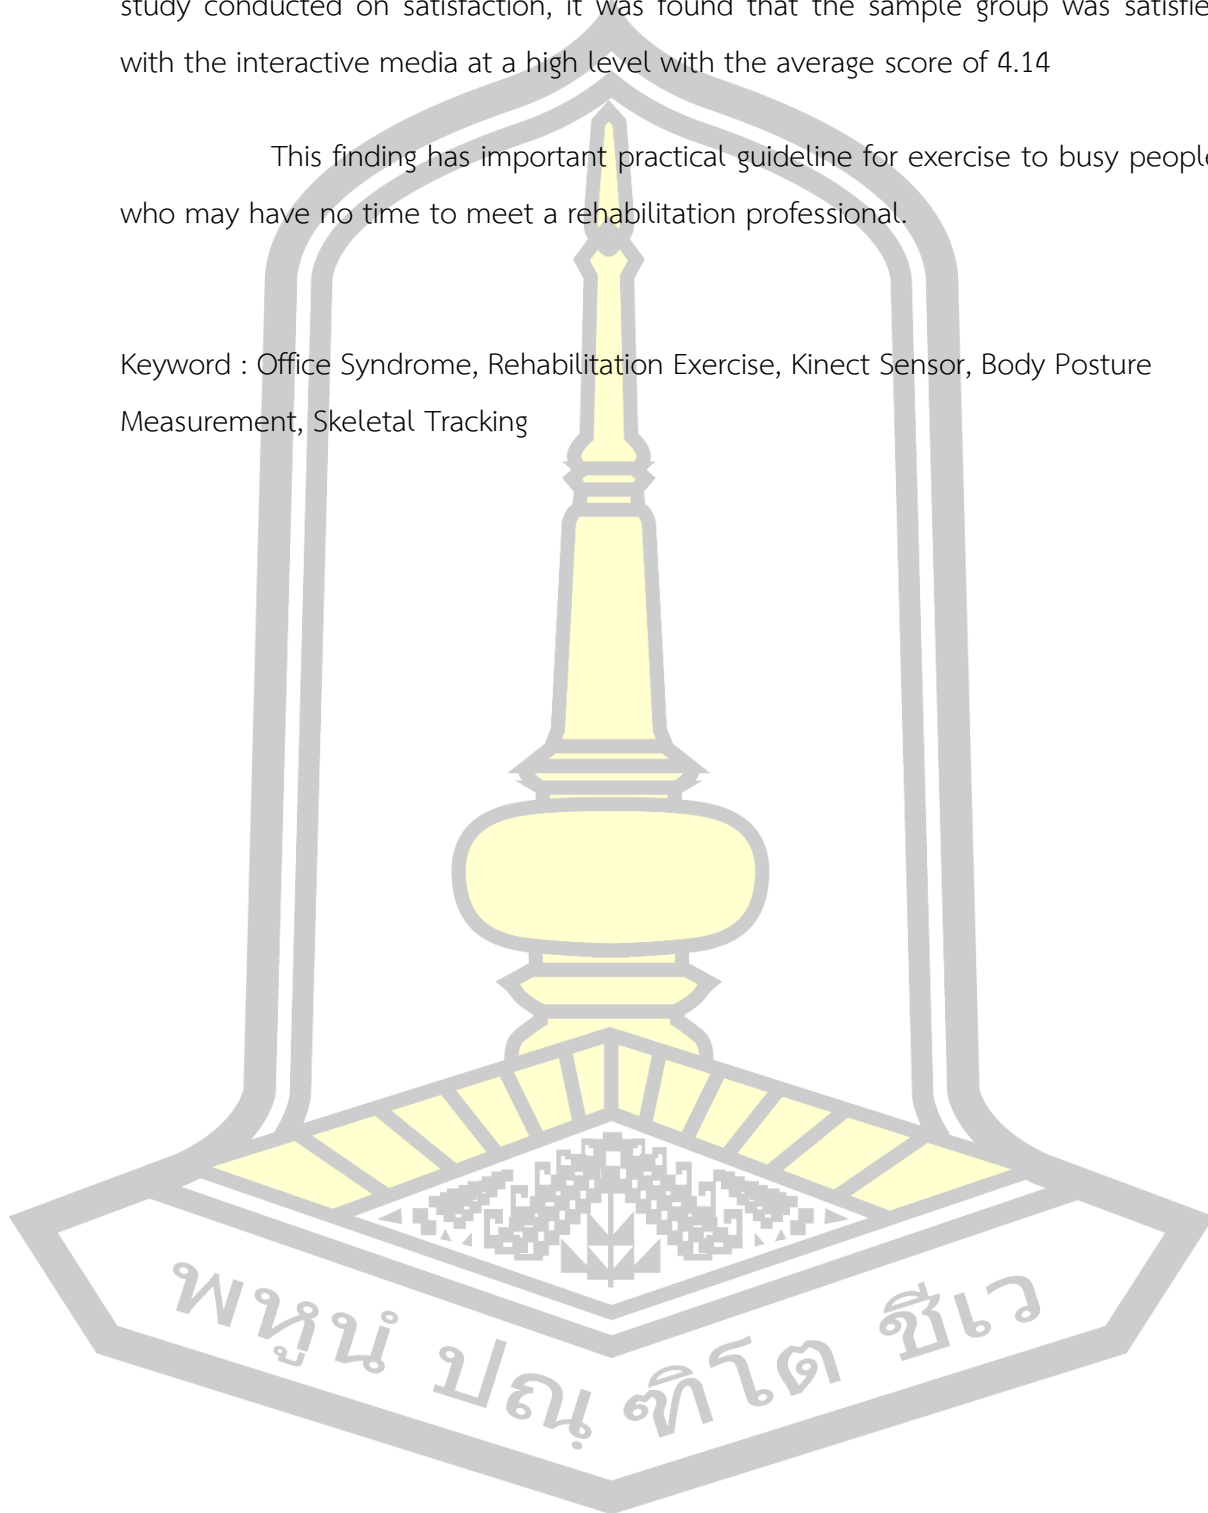 study conducted on satisfaction, it was found that the sample group was satisfie
with the interactive media at a high level with the average score of 4.14
This finding has important practical guideline for exercise to busy people
who may have no time to meet a rehabilitation professional.
Keyword : Office Syndrome, Rehabilitation Exercise, Kinect Sensor, Body Posture
Measurement, Skeletal Tracking
พหูนํ ปณฺฑิโต ชีเว